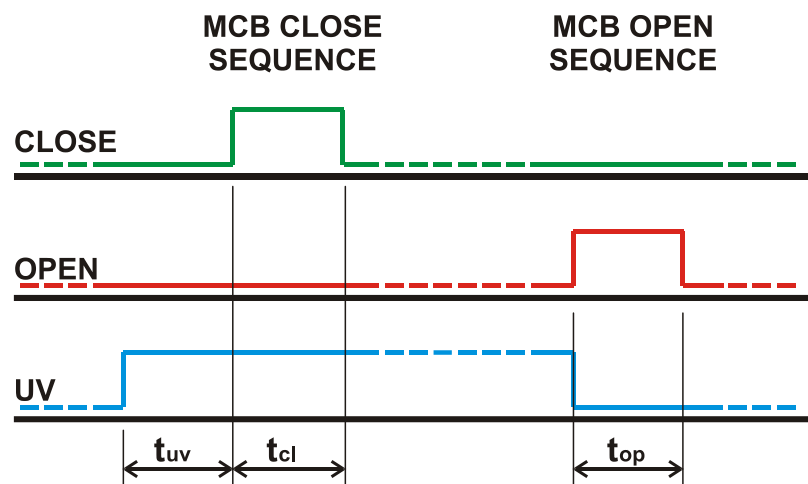 MCB CLOSE
SEQUENCE
MCB OPEN
SEQUENCE
CLOSE
OPEN
UV
tuv
tcl
top